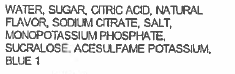 WATER, SUGAR, CITRIC ACID, NATURAL
FLAVOR, SODIUM CITRATE, SALT,
MONOPOTASSIUM PHOSPHATE,
SUCRALOSE, ACESULFAME POTASSIUM,
BLUE 1